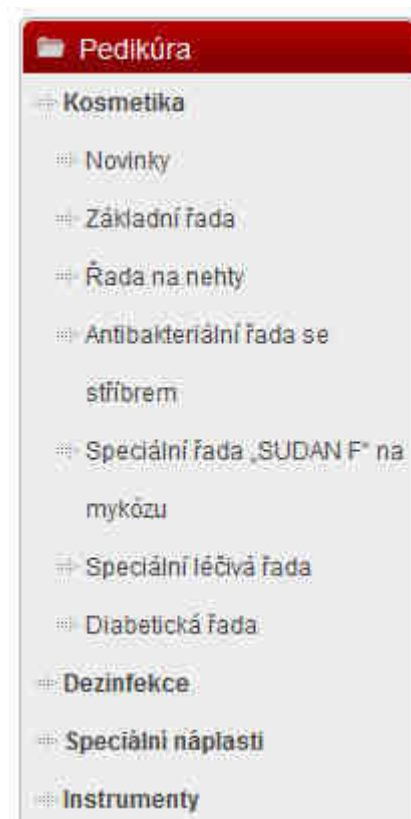 Pedikúra
Kosmetika
Novinky
Základní řada
Řada na nehty
Antibakteriální řada se
stříbrem
Speciální řada „SUDAN F“ na
mykózu
Speciální léčivá řada
Diabetická řada
Dezinfekce
Speciální náplasti
Instrumenty